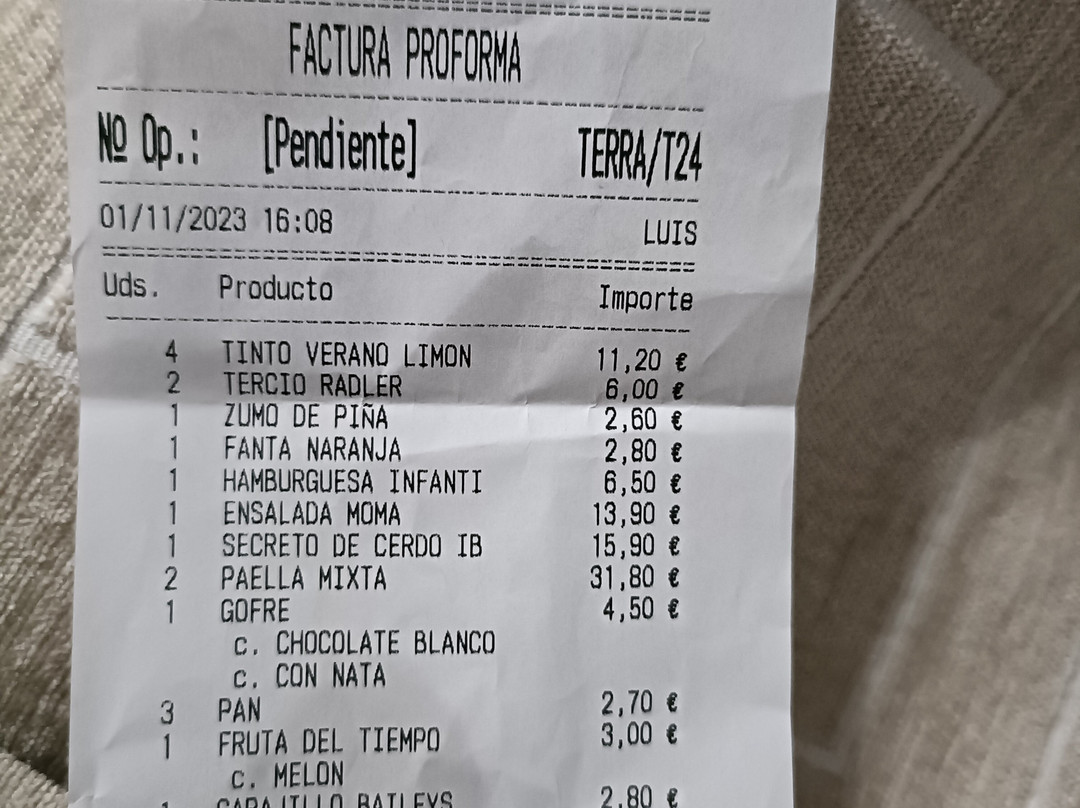 FACTURA PROFORMA
Nº Op.: [Pendiente] TERRA/T24
01/11/2023 16:08 LUIS
Uds. Producto Importe
4 TINTO VERANO LIMON 11,20 €
2 TERCIO RADLER 6,00 €
1 ZUMO DE PIÑA 2,60 €
1 FANTA NARANJA 2,80 €
1 HAMBURGUESA INFANTI 6,50 €
1 ENSALADA MOMA 13,90 €
1 SECRETO DE CERDO IB 15,90 €
2 PAELLA MIXTA 31,80 €
1 GOFRE 4,50 €
c. CHOCOLATE BLANCO
c. CON NATA
3 PAN 2,70 €
1 FRUTA DEL TIEMPO 3,00 €
c. MELON
1 CARAJILLO BAILEYS 2,80 €